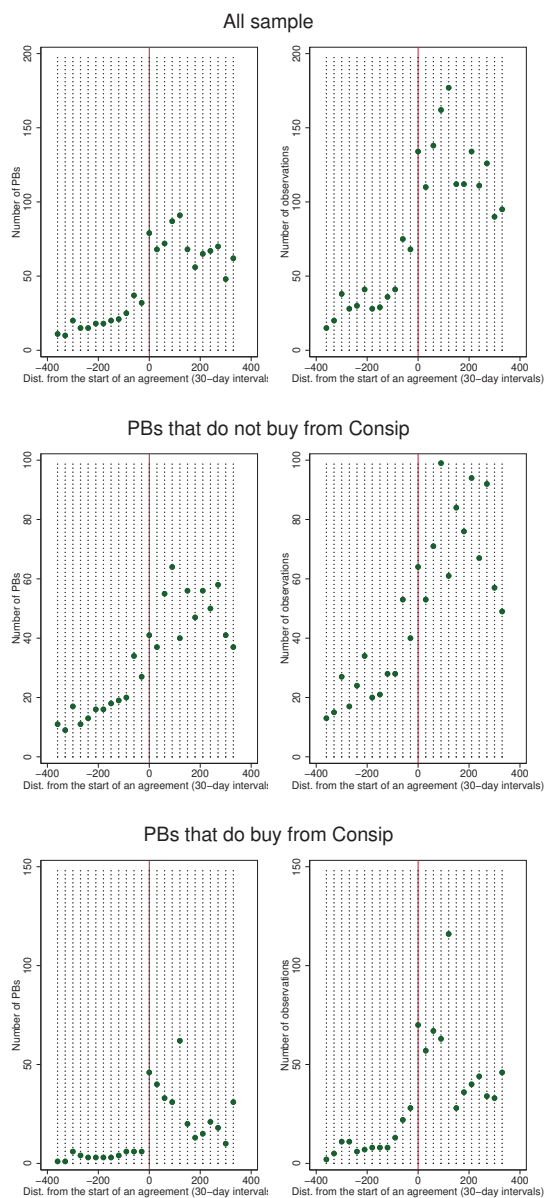 All sample
Number of PBs
0 50 100 150 200
−400 −200 0 200 400
Dist. from the start of an agreement (30−day intervals
Number of observations
0 50 100 150 200
−400 −200 0 200 400
Dist. from the start of an agreement (30−day intervals)
PBs that do not buy from Consip
Number of PBs
0 20 40 60 80 100
−400 −200 0 200 400
Dist. from the start of an agreement (30−day intervals
Number of observations
0 20 40 60 80 100
−400 −200 0 200 400
Dist. from the start of an agreement (30−day intervals)
PBs that do buy from Consip
Number of PBs
0 50 100 150
−400 −200 0 200 400
Dist. from the start of an agreement (30−day intervals
Number of observations
0 50 100 150
−400 −200 0 200 400
Dist. from the start of an agreement (30−day intervals)